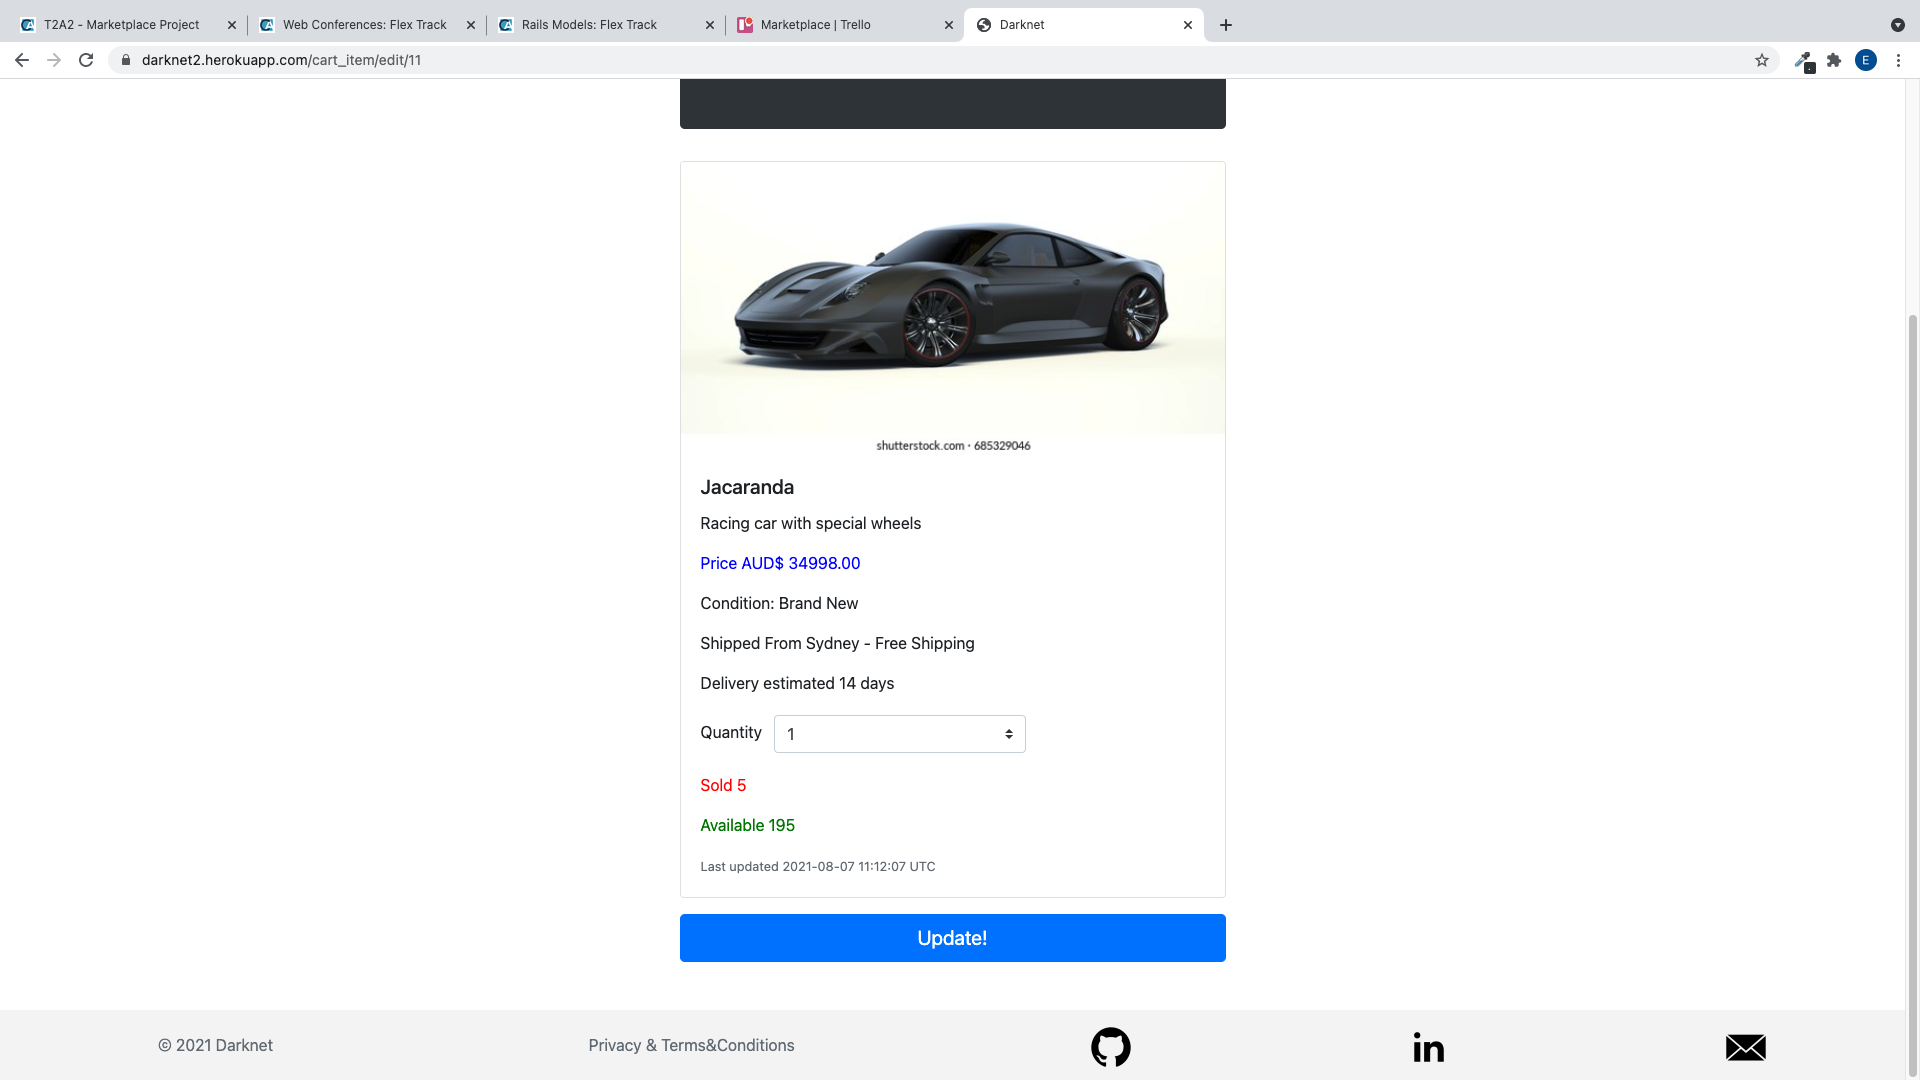 T2A2 - Marketplace Project
Web Conferences: Flex Track
Rails Models: Flex Track
Marketplace | Trello
Darknet
darknet2.herokuapp.com/cart_item/edit/11
E
shutterstock.com · 685329046
Jacaranda
Racing car with special wheels
Price AUD$ 34998.00
Condition: Brand New
Shipped From Sydney - Free Shipping
Delivery estimated 14 days
Quantity 1
Sold 5
Available 195
Last updated 2021-08-07 11:12:07 UTC
Update!
© 2021 Darknet
Privacy & Terms&Conditions
in